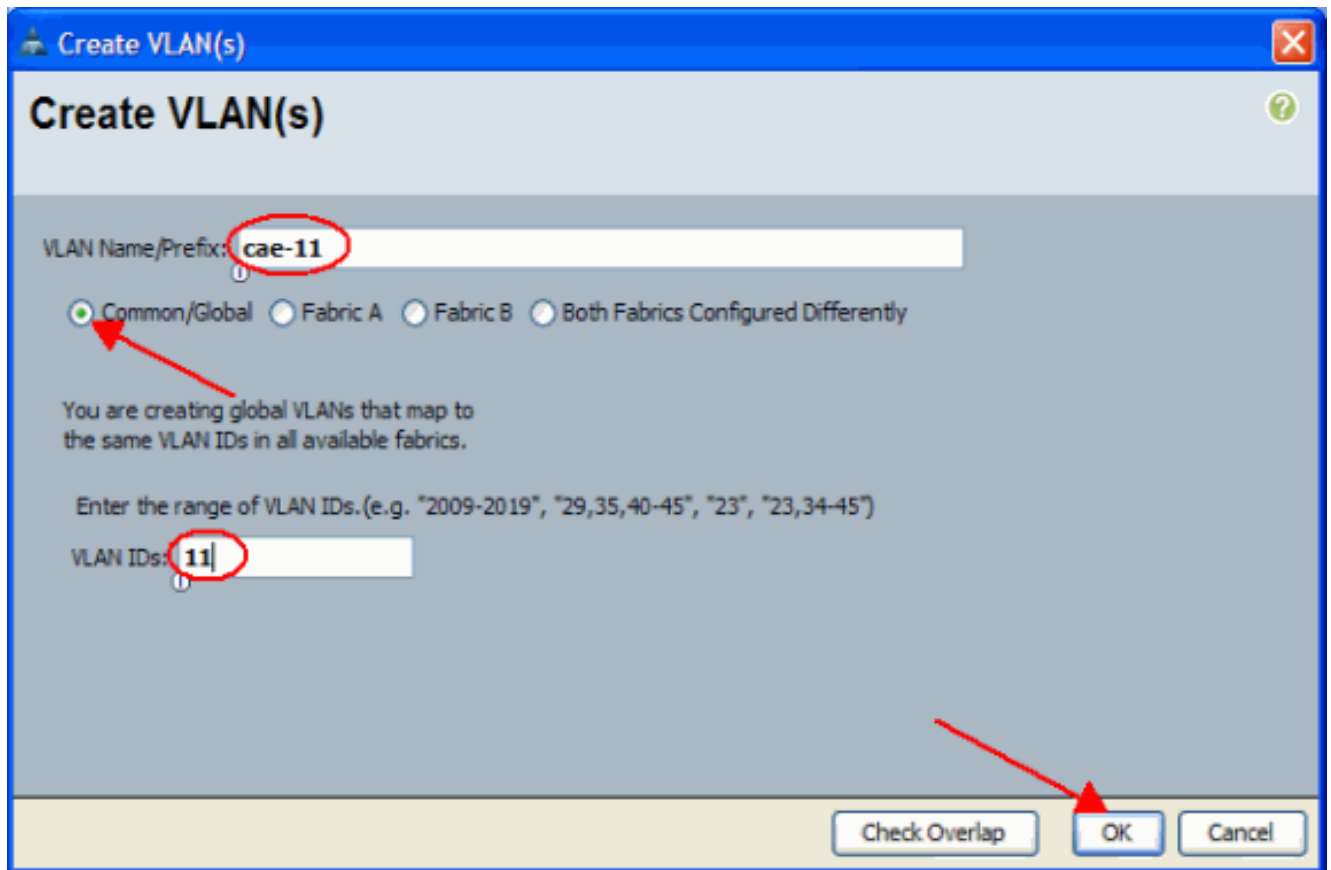 Create VLAN(s)
Create VLAN(s)
VLAN Name/Prefix: cae-11
Common/Global Fabric A Fabric B Both Fabrics Configured Differently
You are creating global VLANs that map to
the same VLAN IDs in all available fabrics.
Enter the range of VLAN IDs.(e.g. "2009-2019", "29,35,40-45", "23", "23,34-45")
VLAN IDs: 11
Check Overlap OK Cancel